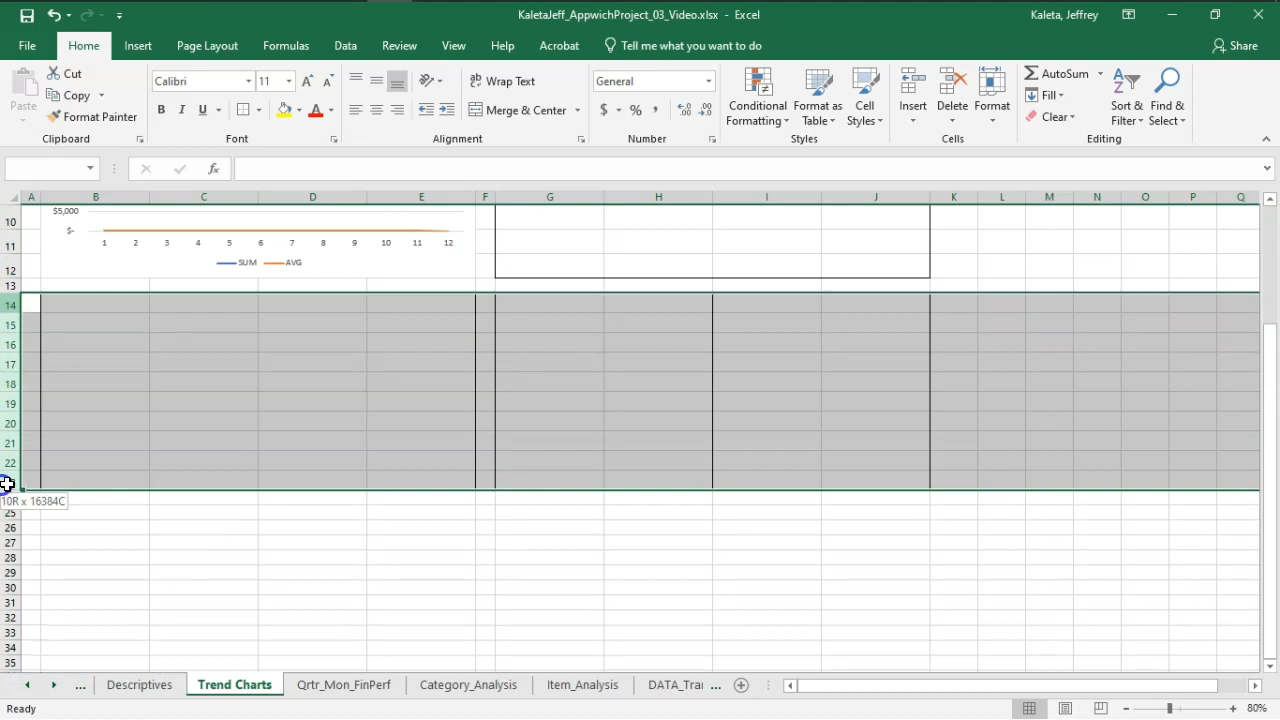 KaletaJeff_AppwichProject_03_Video.xlsx - Excel
Kaleta, Jeffrey
File Home Insert Page Layout Formulas Data Review View Help Acrobat Tell me what you want to do Share
Paste Cut Copy Format Painter
Clipboard
Calibri 11
B I U A
Font
Wrap Text
Merge & Center
Alignment
General
$ % ,
Number
Conditional Formatting
Format as Table
Cell Styles
Styles
Insert Delete Format
Cells
AutoSum
Fill
Clear
Sort & Filter
Find & Select
Editing
fx
A B C D E F G H I J K L M N O P Q
10
11
12
13
14
15
16
17
18
19
20
21
22
25
26
27
28
29
30
31
32
33
34
35
$5,000
$-
1 2 3 4 5 6 7 8 9 10 11 12
SUM AVG
10R x 16384C
... Descriptives Trend Charts Qrtr_Mon_FinPerf Category_Analysis Item_Analysis DATA_Trai ...
Ready
80%